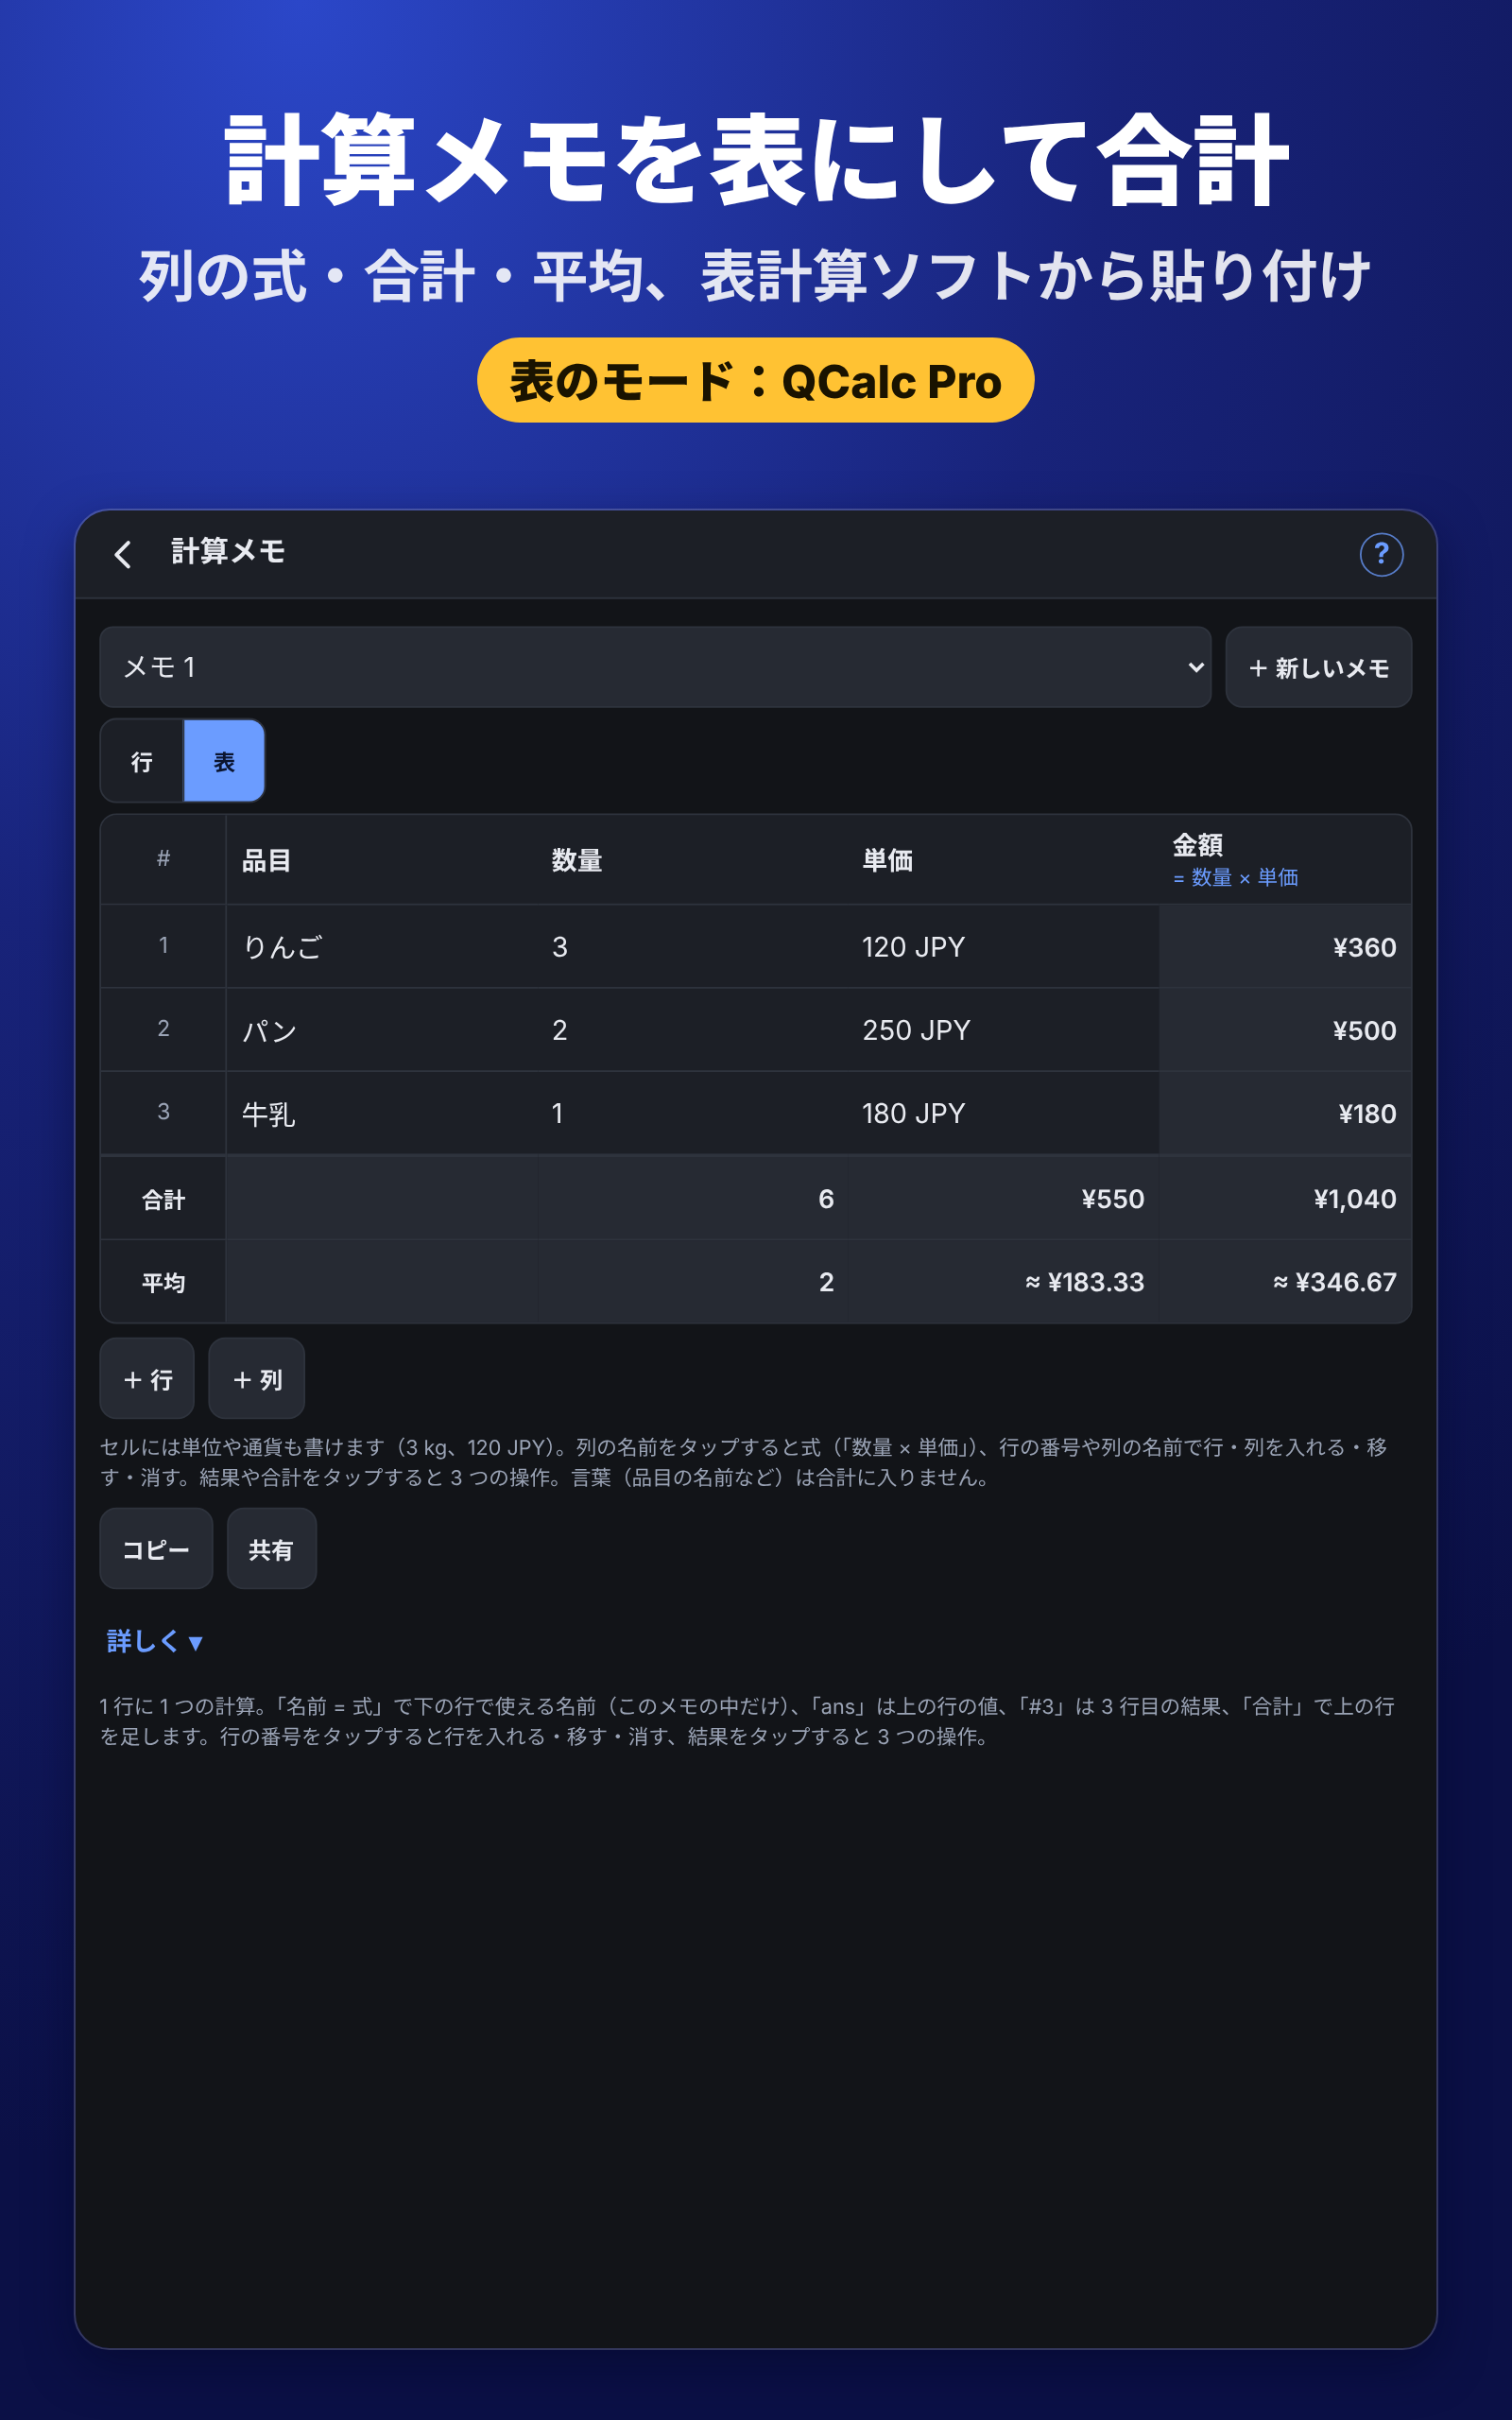 計算メモを表にして合計
列の式・合計・平均、表計算ソフトから貼り付け
表のモード：QCalc Pro
計算メモ
?
メモ 1
＋ 新しいメモ
行 表
# 品目 数量 単価 金額
= 数量 × 単価
1 りんご 3 120 JPY ¥360
2 パン 2 250 JPY ¥500
3 牛乳 1 180 JPY ¥180
合計 6 ¥550 ¥1,040
平均 2 ≈ ¥183.33 ≈ ¥346.67
＋ 行 ＋ 列
セルには単位や通貨も書けます（3 kg、120 JPY）。列の名前をタップすると式（「数量 × 単価」）、行の番号や列の名前で行・列を入れる・移
す・消す。結果や合計をタップすると 3 つの操作。言葉（品目の名前など）は合計に入りません。
コピー 共有
詳しく ▾
1 行に 1 つの計算。「名前 = 式」で下の行で使える名前（このメモの中だけ）、「ans」は上の行の値、「#3」は 3 行目の結果、「合計」で上の行
を足します。行の番号をタップすると行を入れる・移す・消す、結果をタップすると 3 つの操作。